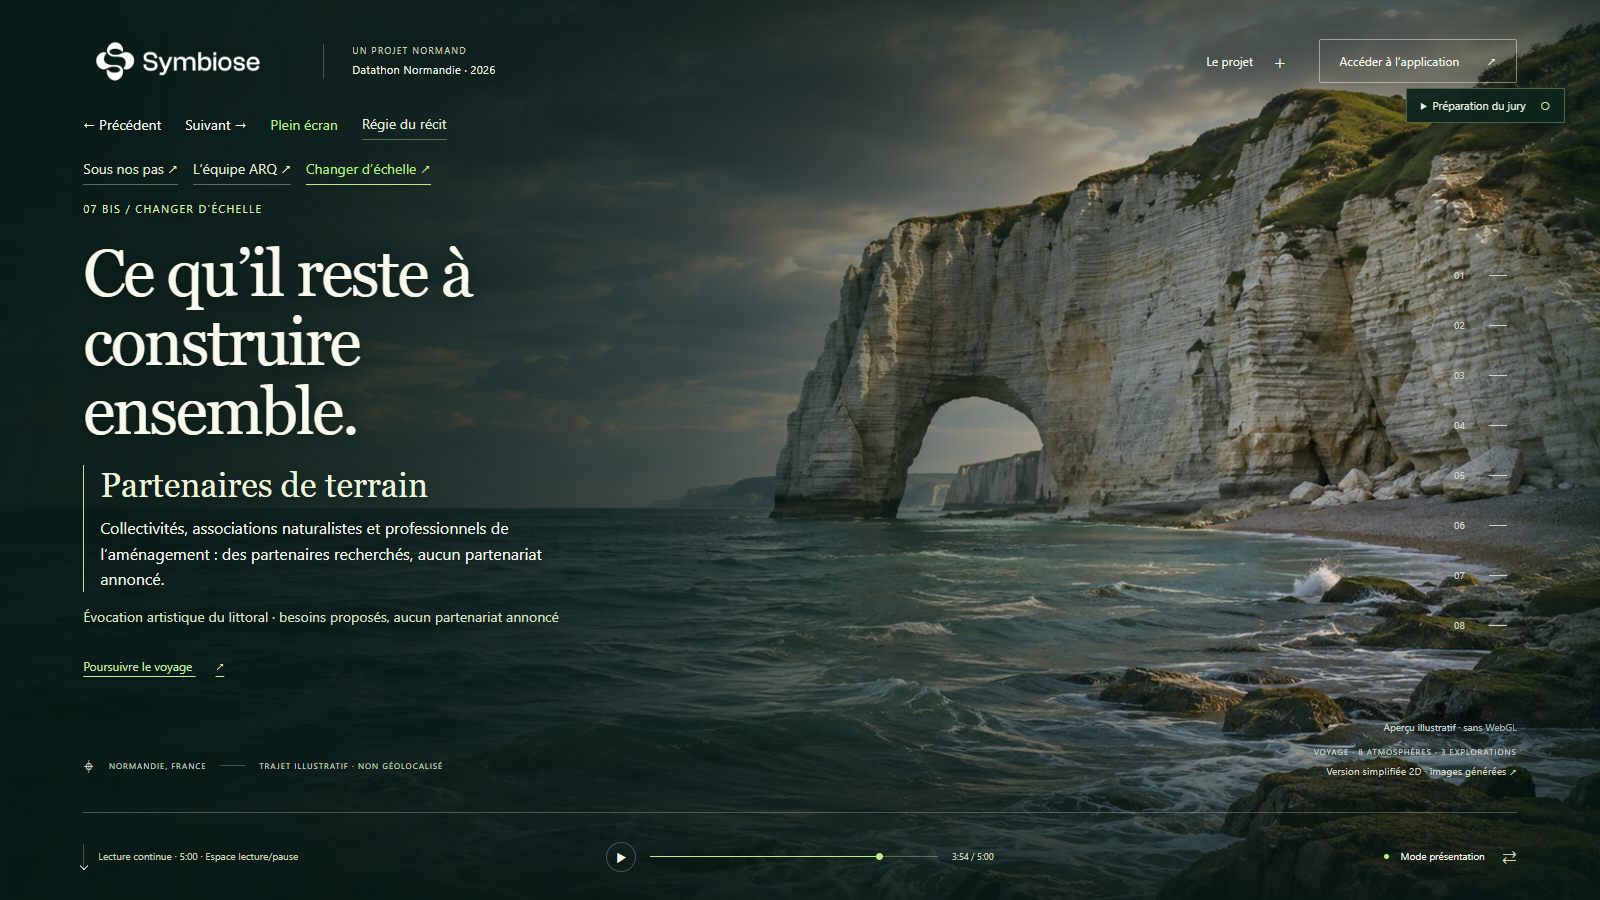 Symbiose
UN PROJET NORMAND
Datathon Normandie · 2026
Le projet +
Accéder à l’application ↗
▶ Préparation du jury
← Précédent Suivant → Plein écran Régie du récit
Sous nos pas ↗ L’équipe ARQ ↗ Changer d’échelle ↗
07 BIS / CHANGER D’ÉCHELLE
Ce qu’il reste à
construire
ensemble.
Partenaires de terrain
Collectivités, associations naturalistes et professionnels de
l’aménagement : des partenaires recherchés, aucun partenariat
annoncé.
Évocation artistique du littoral · besoins proposés, aucun partenariat annoncé
Poursuivre le voyage ↗
01
02
03
04
05
06
07
08
Aperçu illustratif · sans WebGL
VOYAGE · 8 ATMOSPHÈRES · 3 EXPLORATIONS
Version simplifiée 2D · images générées ↗
NORMANDIE, FRANCE
TRAJET ILLUSTRATIF · NON GÉOLOCALISÉ
Lecture continue · 5:00 · Espace lecture/pause
3:54 / 5:00
Mode présentation